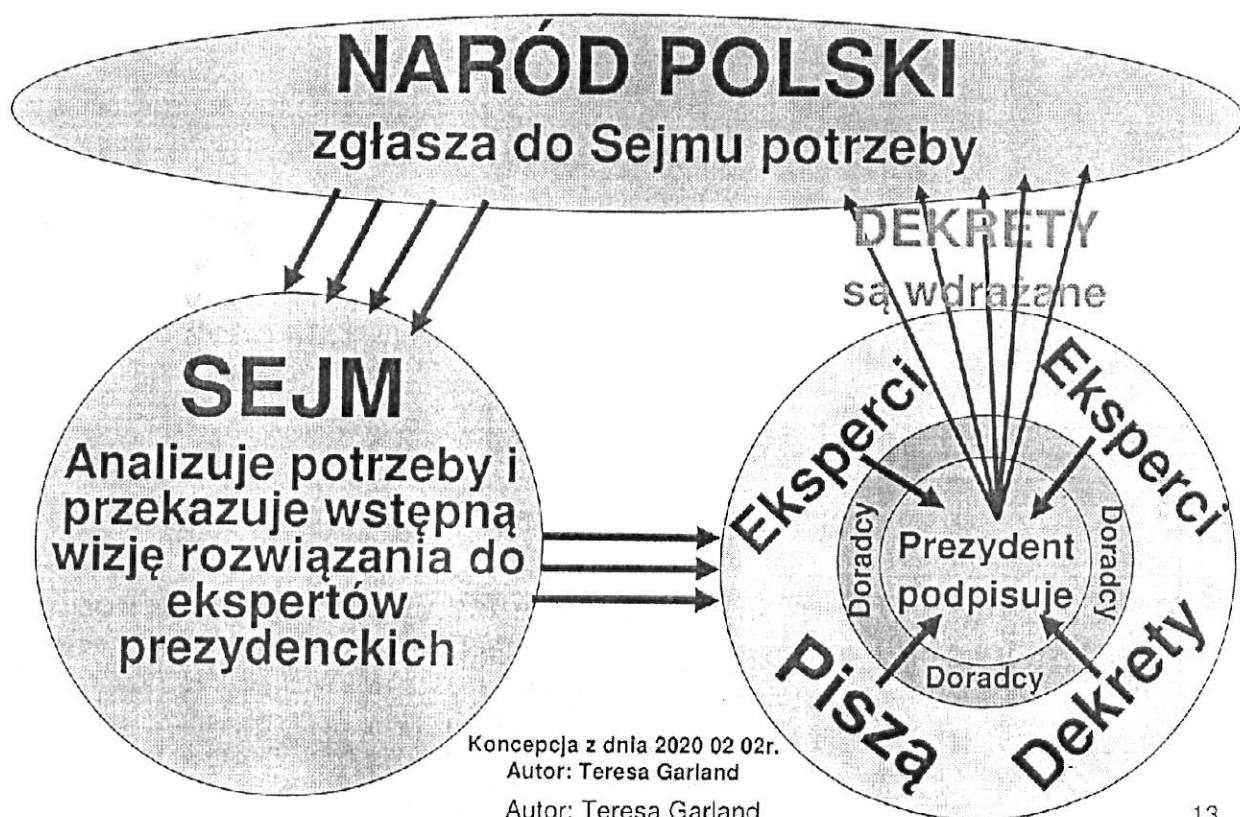 NARÓD POLSKI
zgłasza do Sejmu potrzeby
DEKRETY
są wdrażane
SEJM
Analizuje potrzeby i
przekazuje wstępną
wizję rozwiązania do
ekspertów
prezydenckich
Eksperci
Eksperci
Doradcy
Prezydent
podpisuje
Doradcy
Doradcy
Piszą
Dekrety
Koncepcja z dnia 2020 02 02r.
Autor: Teresa Garland
Autor: Teresa Garland
13